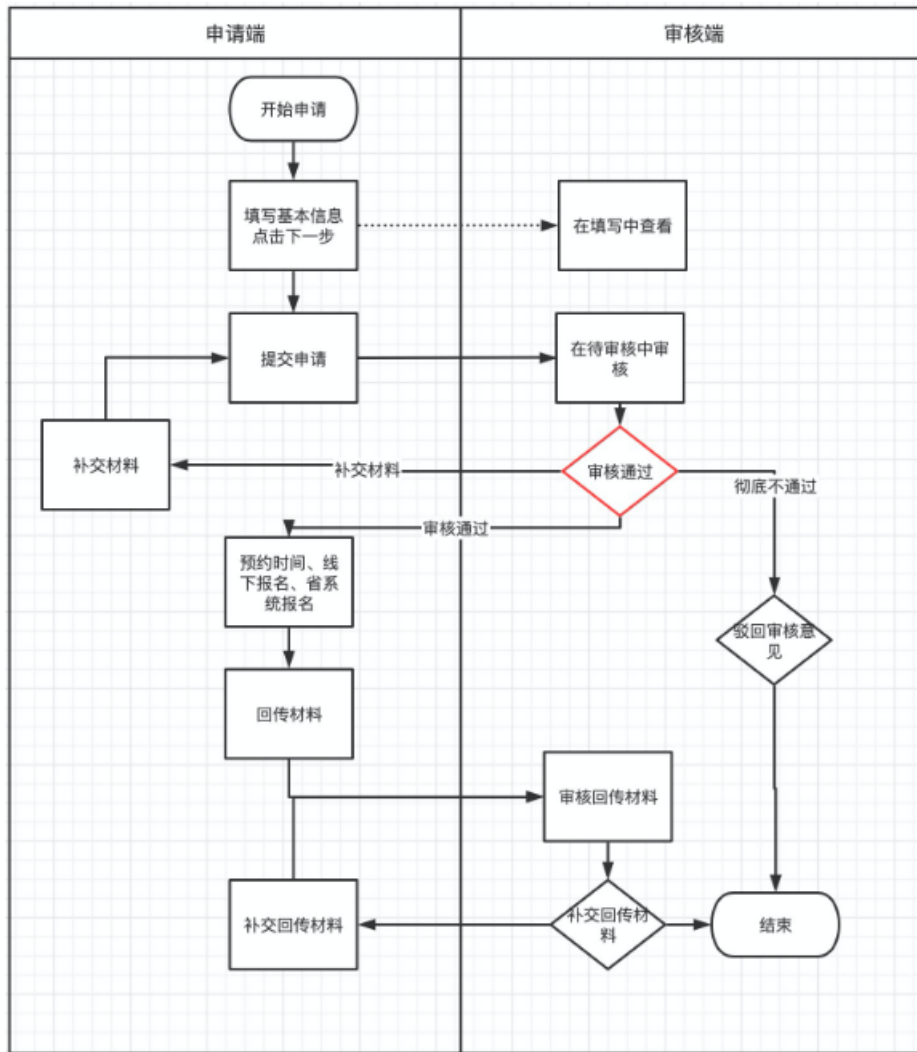 申请端
审核端
开始申请
填写基本信息
点击下一步
在填写中查看
提交申请
在待审核中审
核
补交材料
补交材料
审核通过
彻底不通过
审核通过
预约时间、线
下报名、省系
统报名
驳回审核意
见
回传材料
审核回传材料
补交回传材料
补交回传材
料
结束